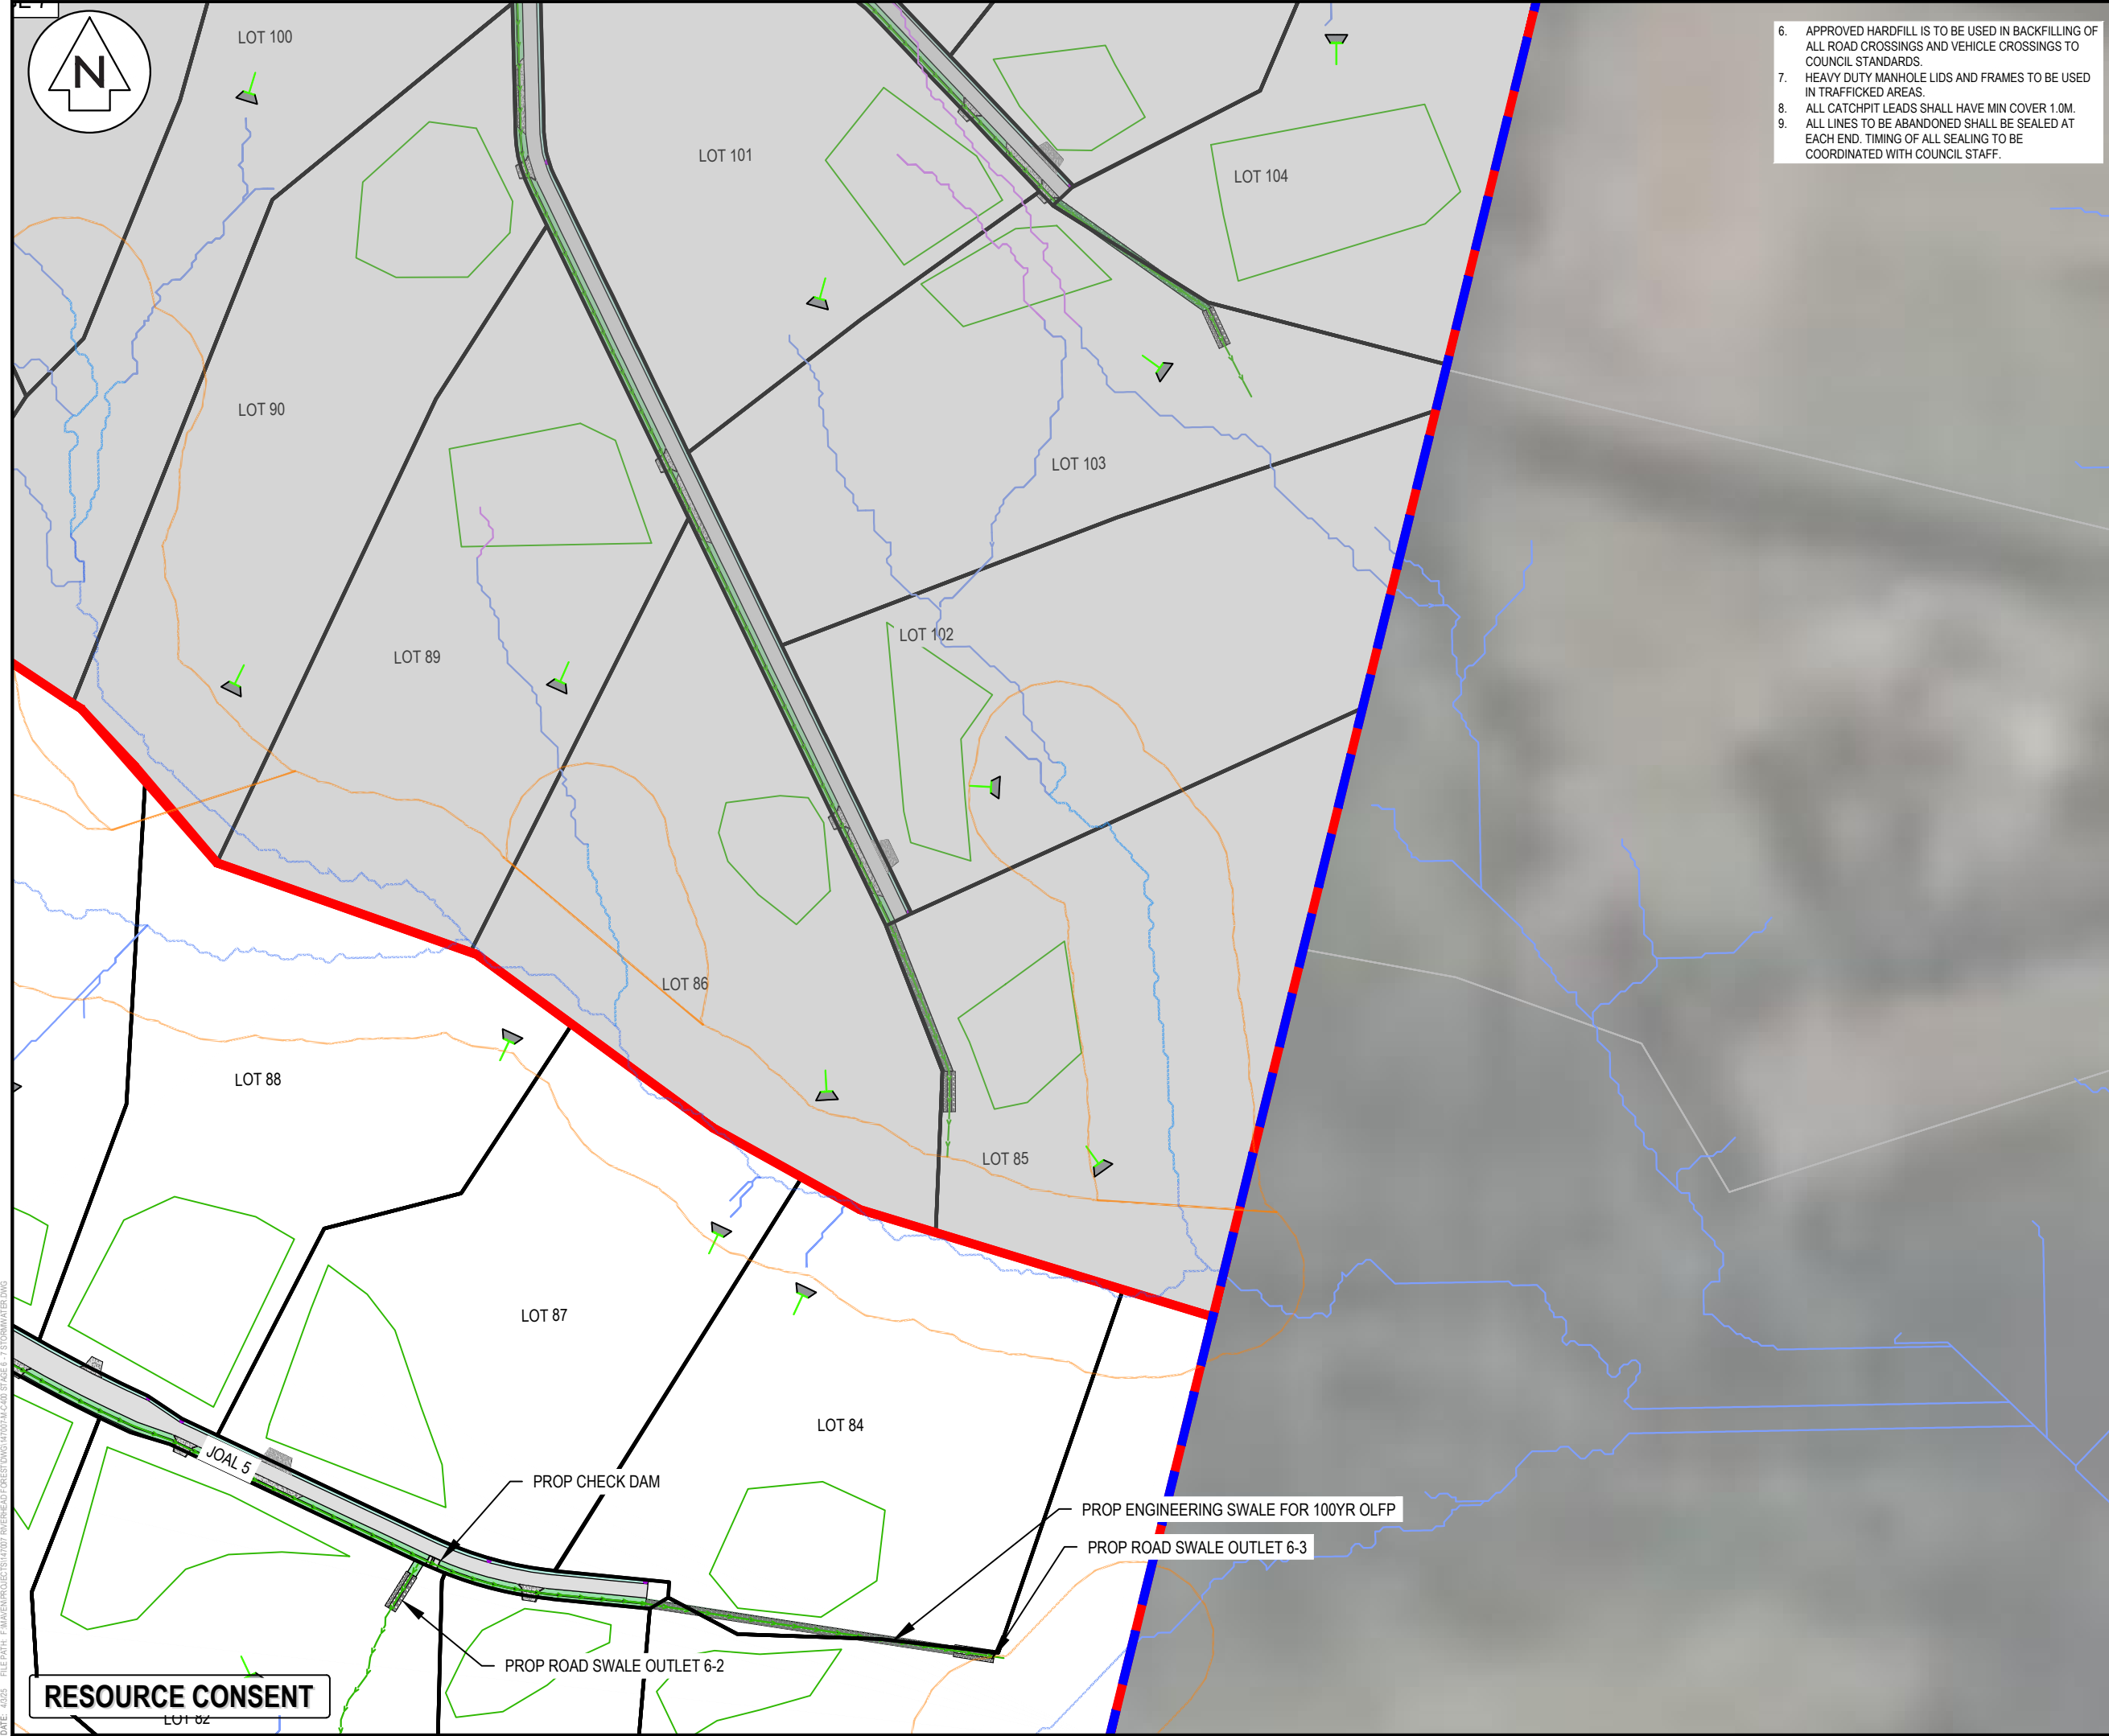 N
LOT 100
6. APPROVED HARDFILL IS TO BE USED IN BACKFILLING OF
ALL ROAD CROSSINGS AND VEHICLE CROSSINGS TO
COUNCIL STANDARDS.
7. HEAVY DUTY MANHOLE LIDS AND FRAMES TO BE USED
IN TRAFFICKED AREAS.
8. ALL CATCHPIT LEADS SHALL HAVE MIN COVER 1.0M.
9. ALL LINES TO BE ABANDONED SHALL BE SEALED AT
EACH END. TIMING OF ALL SEALING TO BE
COORDINATED WITH COUNCIL STAFF.
LOT 101
LOT 104
LOT 90
LOT 103
LOT 102
LOT 89
LOT 86
LOT 88
LOT 85
LOT 87
LOT 84
JOAL 5
PROP CHECK DAM
PROP ENGINEERING SWALE FOR 100YR OLFP
PROP ROAD SWALE OUTLET 6-3
PROP ROAD SWALE OUTLET 6-2
RESOURCE CONSENT
LOT 82